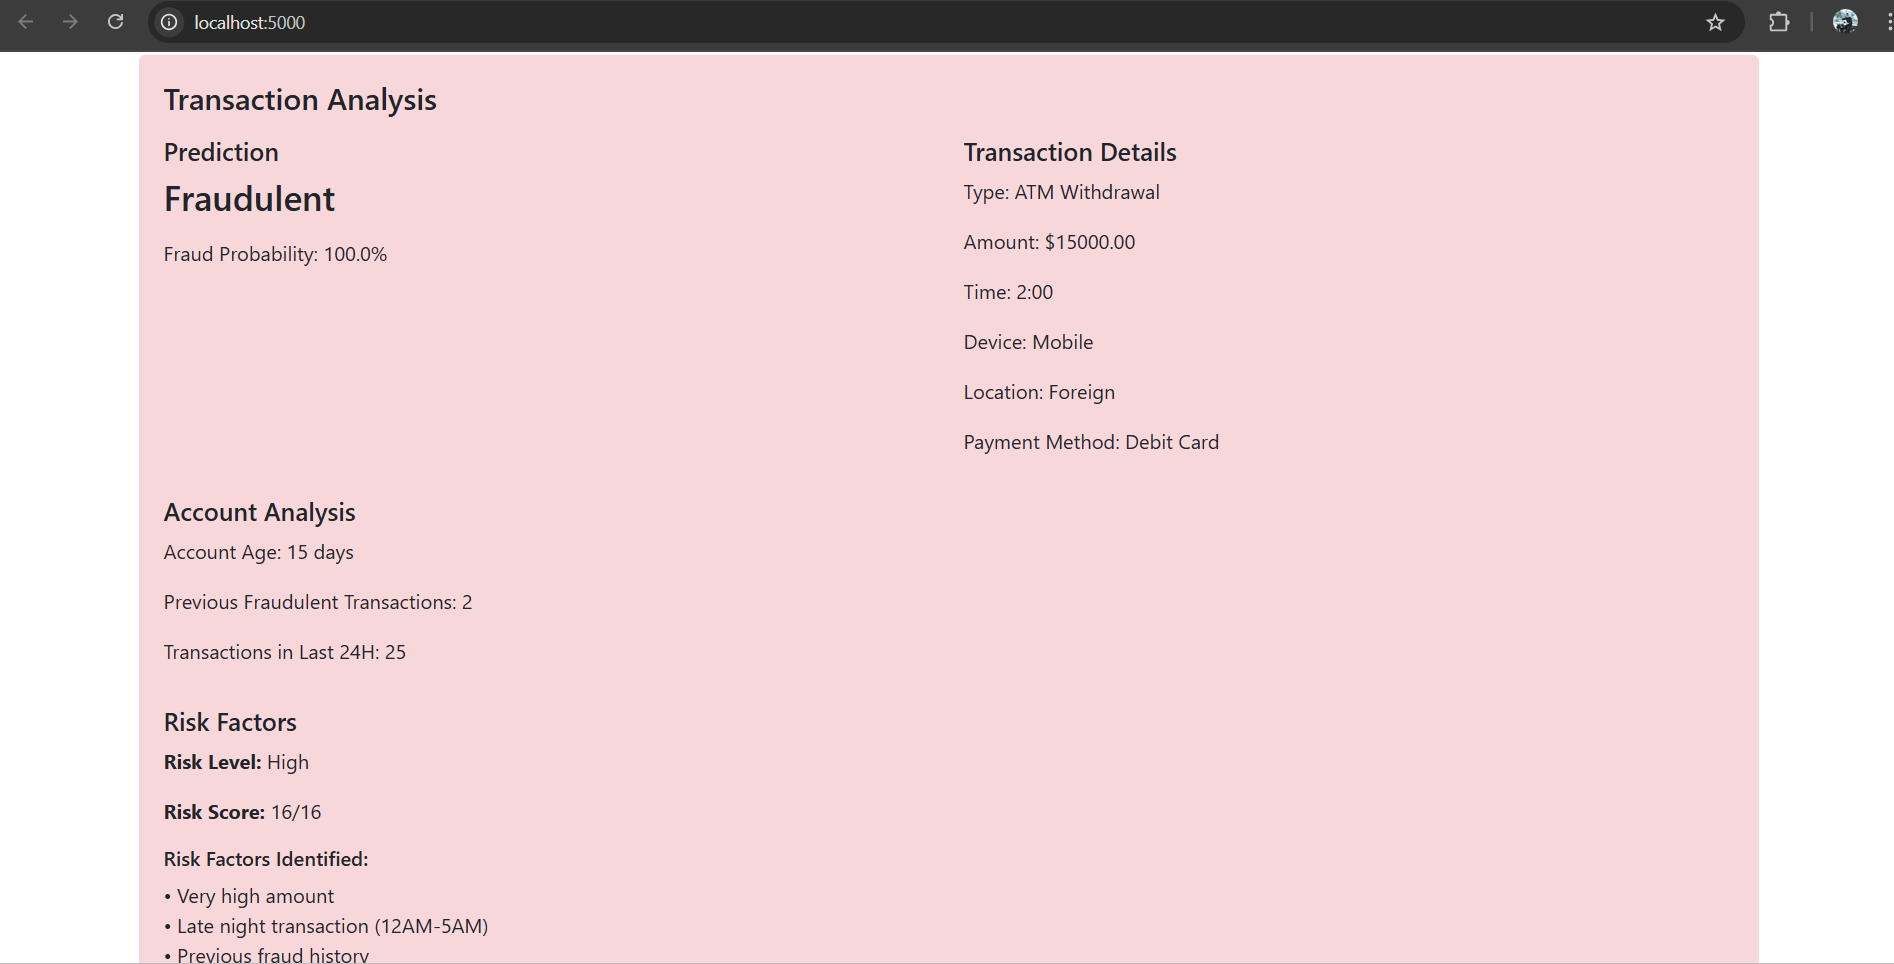 localhost:5000
Transaction Analysis
Prediction
Fraudulent
Fraud Probability: 100.0%
Transaction Details
Type: ATM Withdrawal
Amount: $15000.00
Time: 2:00
Device: Mobile
Location: Foreign
Payment Method: Debit Card
Account Analysis
Account Age: 15 days
Previous Fraudulent Transactions: 2
Transactions in Last 24H: 25
Risk Factors
Risk Level: High
Risk Score: 16/16
Risk Factors Identified:
• Very high amount
• Late night transaction (12AM-5AM)
• Previous fraud history